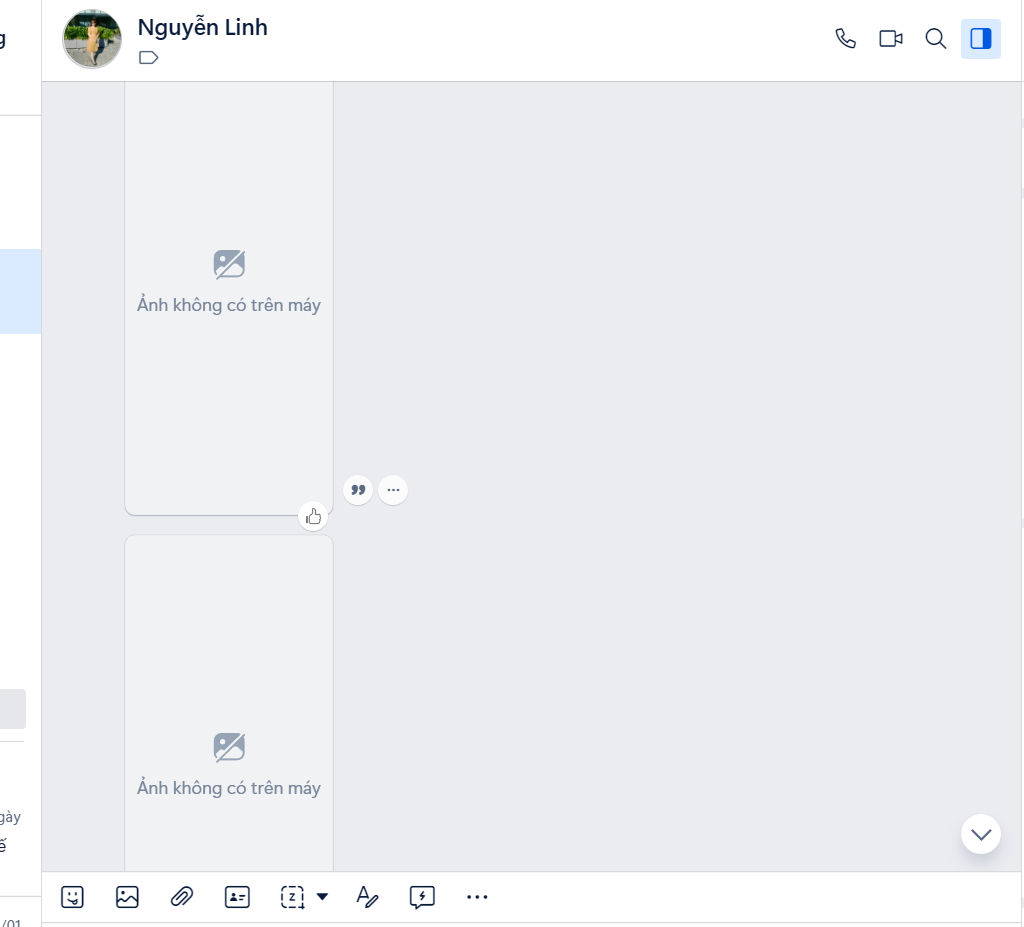 Nguyễn Linh
Ảnh không có trên máy
Ảnh không có trên máy
gày
/01